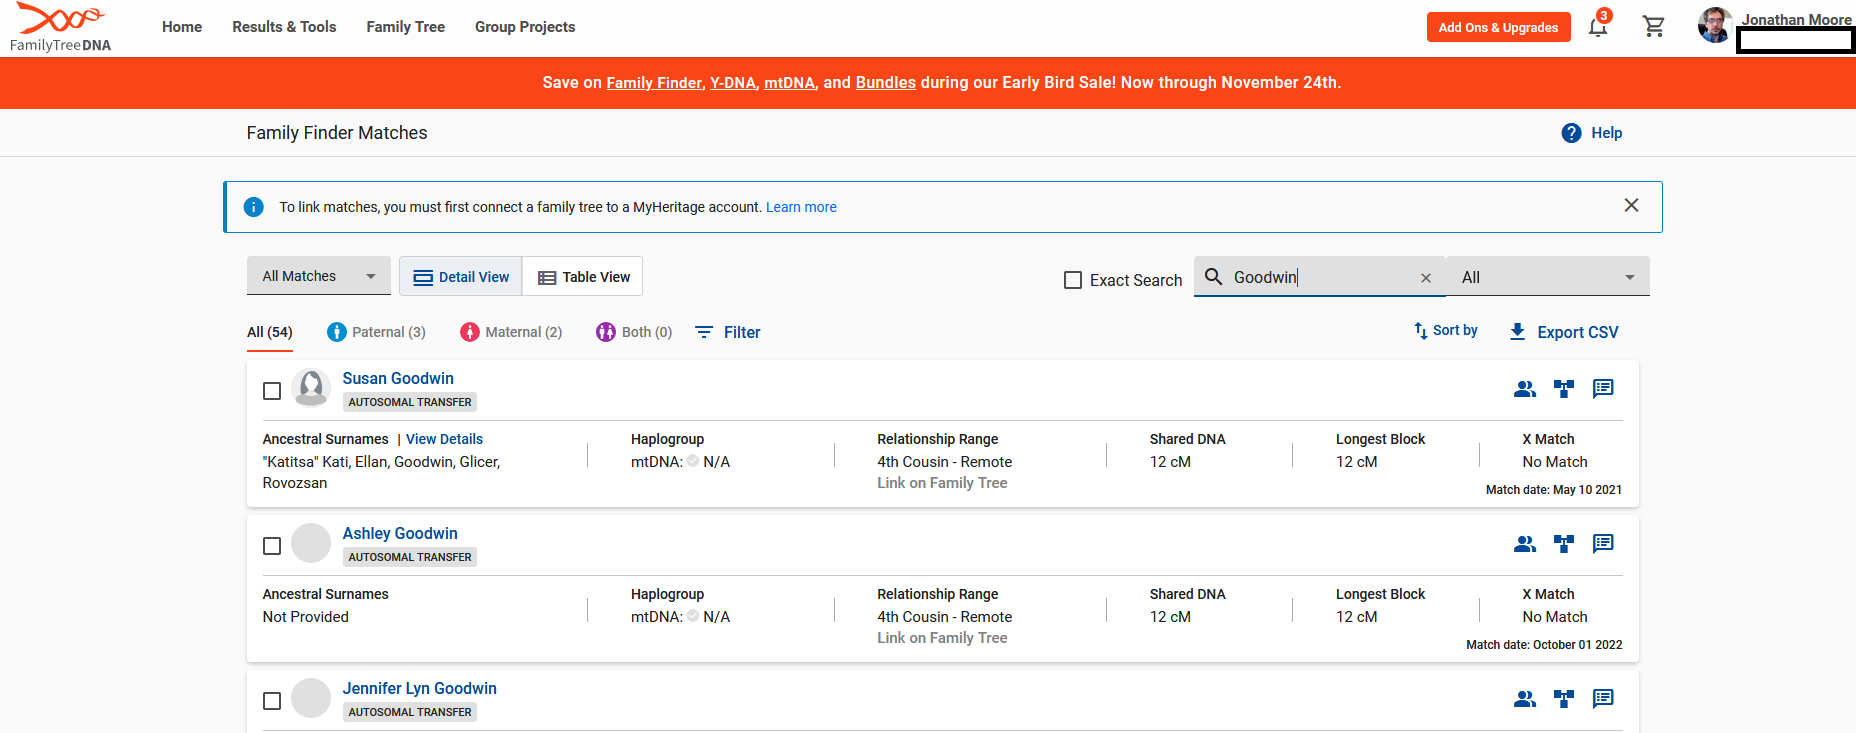 FamilyTreeDNA
Home Results & Tools Family Tree Group Projects
Add Ons & Upgrades 3 Jonathan Moore
Save on Family Finder, Y-DNA, mtDNA, and Bundles during our Early Bird Sale! Now through November 24th.
Family Finder Matches
? Help
i To link matches, you must first connect a family tree to a MyHeritage account. Learn more
All Matches Detail View Table View Exact Search Goodwin All
All (54) Paternal (3) Maternal (2) Both (0) Filter Sort by Export CSV
Susan Goodwin
AUTOSOMAL TRANSFER
Ancestral Surnames | View Details Haplogroup Relationship Range Shared DNA Longest Block X Match
"Katitsa" Kati, Ellan, Goodwin, Glicer, mtDNA: N/A 4th Cousin - Remote 12 cM 12 cM No Match
Rovozsan Link on Family Tree
Match date: May 10 2021
Ashley Goodwin
AUTOSOMAL TRANSFER
Ancestral Surnames Haplogroup Relationship Range Shared DNA Longest Block X Match
Not Provided mtDNA: N/A 4th Cousin - Remote 12 cM 12 cM No Match
Link on Family Tree
Match date: October 01 2022
Jennifer Lyn Goodwin
AUTOSOMAL TRANSFER